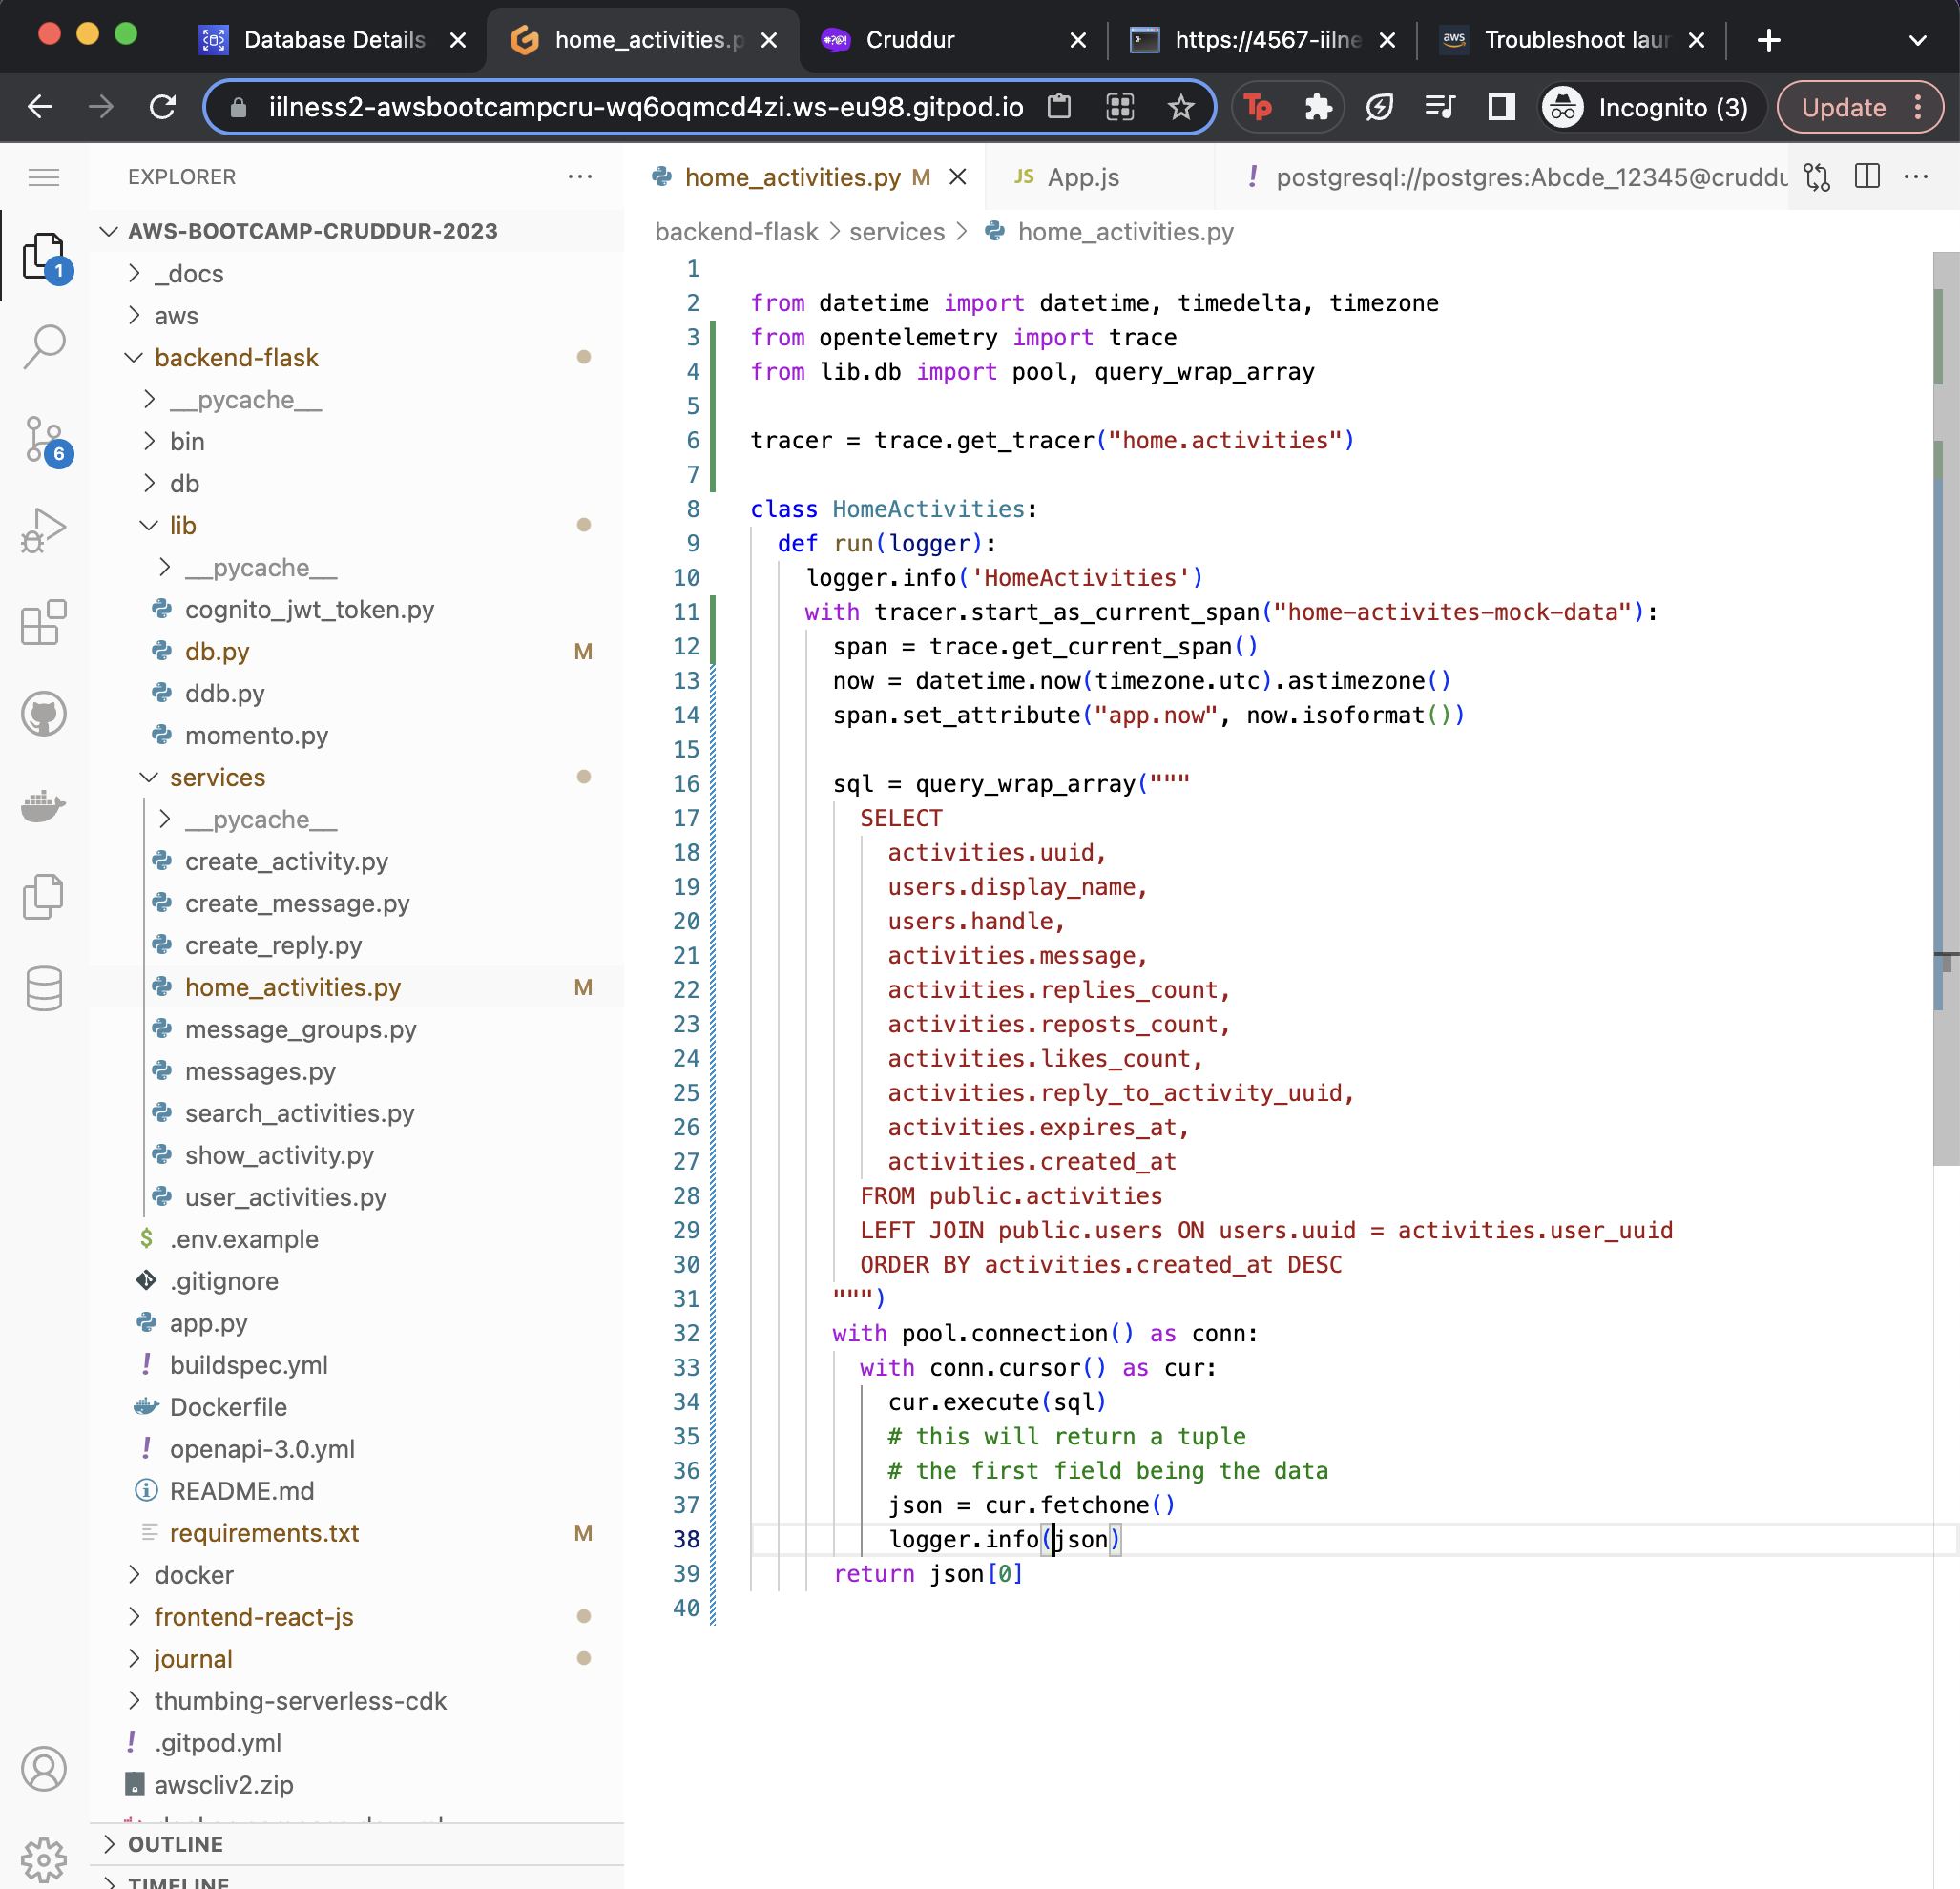 Database Details
home_activities.p
Cruddur
https://4567-iilne
aws
Troubleshoot laun
iilness2-awsbootcampcru-wq6oqmcd4zi.ws-eu98.gitpod.io
Tp
Incognito (3)
Update
EXPLORER
AWS-BOOTCAMP-CRUDDUR-2023
_docs
aws
backend-flask
__pycache__
bin
db
lib
__pycache__
cognito_jwt_token.py
db.py M
ddb.py
momento.py
services
__pycache__
create_activity.py
create_message.py
create_reply.py
home_activities.py M
message_groups.py
messages.py
search_activities.py
show_activity.py
user_activities.py
$ .env.example
.gitignore
app.py
! buildspec.yml
Dockerfile
! openapi-3.0.yml
README.md
requirements.txt M
docker
frontend-react-js
journal
thumbing-serverless-cdk
! .gitpod.yml
awscliv2.zip
OUTLINE
TIMELINE
1
6
home_activities.py M
JS App.js
! postgresql://postgres:Abcde_12345@cruddu
backend-flask > services > home_activities.py
1
2 from datetime import datetime, timedelta, timezone
3 from opentelemetry import trace
4 from lib.db import pool, query_wrap_array
5
6 tracer = trace.get_tracer("home.activities")
7
8 class HomeActivities:
9 def run(logger):
10 logger.info('HomeActivities')
11 with tracer.start_as_current_span("home-activites-mock-data"):
12 span = trace.get_current_span()
13 now = datetime.now(timezone.utc).astimezone()
14 span.set_attribute("app.now", now.isoformat())
15
16 sql = query_wrap_array("""
17 SELECT
18 activities.uuid,
19 users.display_name,
20 users.handle,
21 activities.message,
22 activities.replies_count,
23 activities.reposts_count,
24 activities.likes_count,
25 activities.reply_to_activity_uuid,
26 activities.expires_at,
27 activities.created_at
28 FROM public.activities
29 LEFT JOIN public.users ON users.uuid = activities.user_uuid
30 ORDER BY activities.created_at DESC
31 """)
32 with pool.connection() as conn:
33 with conn.cursor() as cur:
34 cur.execute(sql)
35 # this will return a tuple
36 # the first field being the data
37 json = cur.fetchone()
38 logger.info(json)
39 return json[0]
40